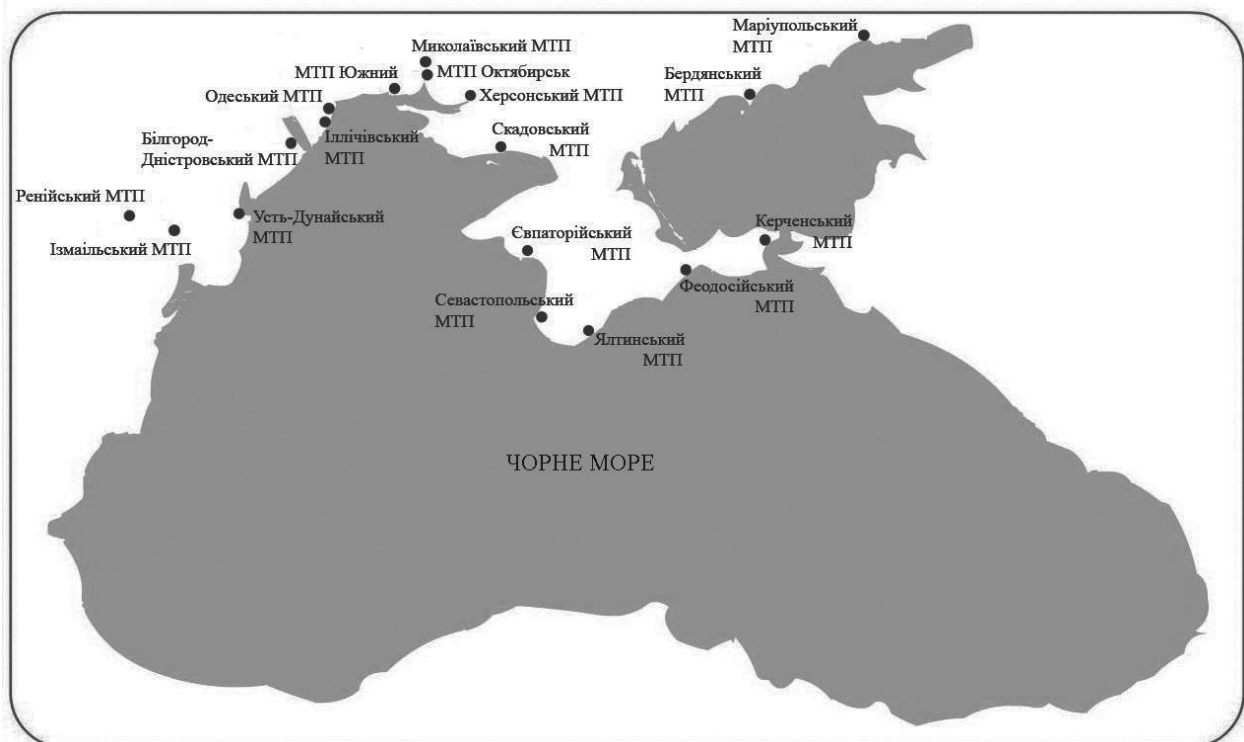 Маріупольський
МТП
Миколаївський МТП
МТП Октябирськ
МТП Южний
Бердянський
МТП
Херсонський МТП
Одеський МТП
Іллічівський
МТП
Скадовський
МТП
Білгород-
Дністровський МТП
Ренійський МТП
Усть-Дунайський
МТП
Ізмаїльський МТП
Євпаторійський
МТП
Керченський
МТП
Феодосійський
МТП
Севастопольський
МТП
Ялтинський
МТП
ЧОРНЕ МОРЕ